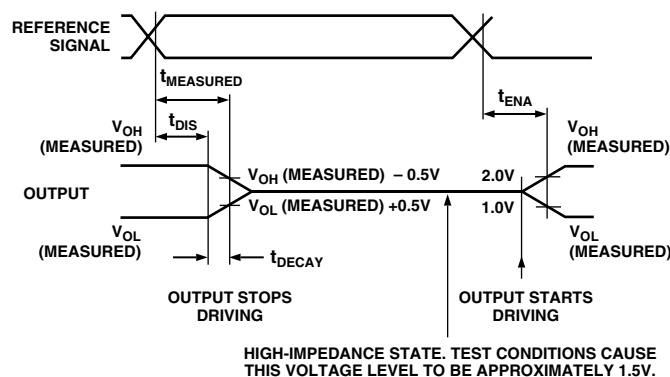 REFERENCE
SIGNAL
tMEASURED
tENA
tDIS
VOH
(MEASURED)
VOH
(MEASURED)
VOH (MEASURED) – 0.5V
2.0V
OUTPUT
VOL (MEASURED) +0.5V
1.0V
VOL
(MEASURED)
VOL
(MEASURED)
tDECAY
OUTPUT STOPS
DRIVING
OUTPUT STARTS
DRIVING
HIGH-IMPEDANCE STATE. TEST CONDITIONS CAUSE
THIS VOLTAGE LEVEL TO BE APPROXIMATELY 1.5V.